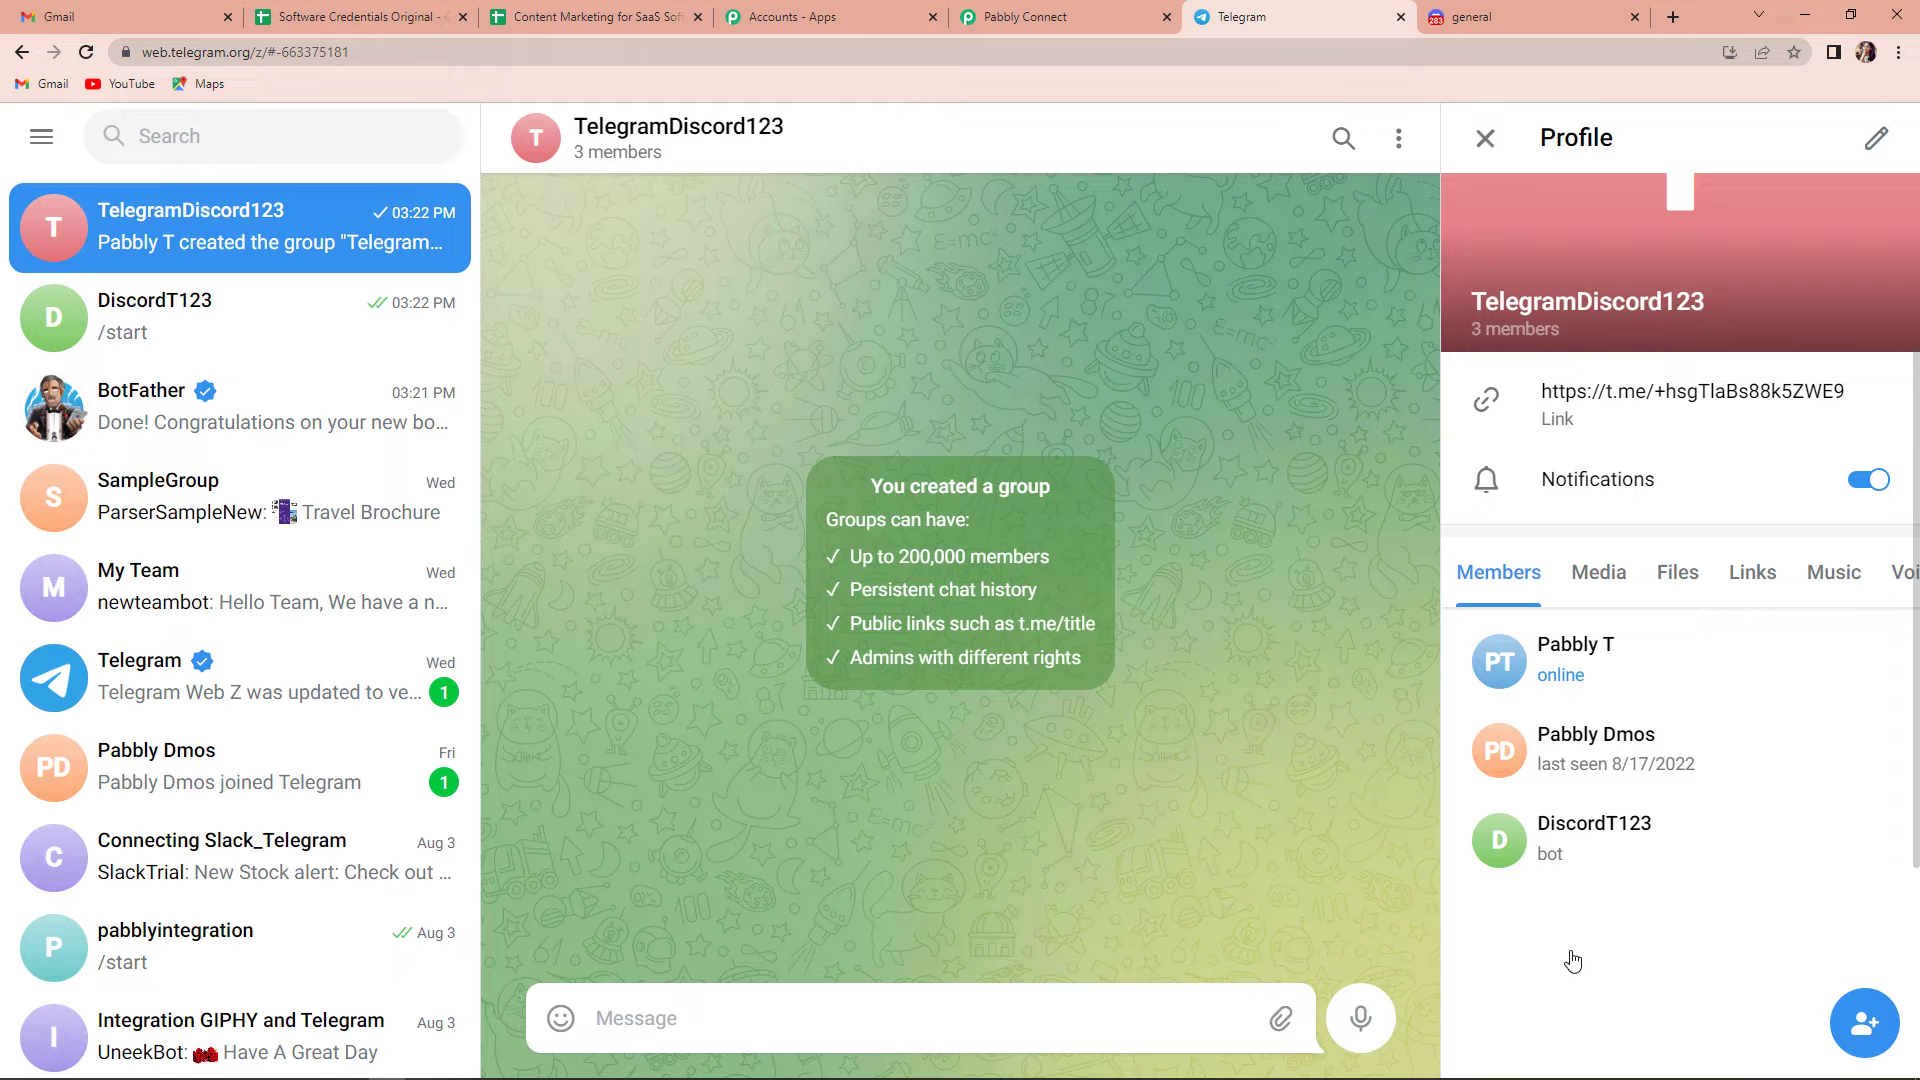 Gmail
Software Credentials Original - C
Content Marketing for SaaS Soft
Accounts - Apps
Pabbly Connect
Telegram
283
general
web.telegram.org/z/#-663375181
Gmail
YouTube
Maps
Search
T
TelegramDiscord123
03:22 PM
Pabbly T created the group "Telegram...
D
DiscordT123
03:22 PM
/start
BotFather
03:21 PM
Done! Congratulations on your new bo...
S
SampleGroup
Wed
ParserSampleNew: Travel Brochure
M
My Team
Wed
newteambot: Hello Team, We have a n...
Telegram
Wed
Telegram Web Z was updated to ve...
1
PD
Pabbly Dmos
Fri
Pabbly Dmos joined Telegram
1
C
Connecting Slack_Telegram
Aug 3
SlackTrial: New Stock alert: Check out ...
P
pabblyintegration
Aug 3
/start
I
Integration GIPHY and Telegram
Aug 3
UneekBot: Have A Great Day
T
TelegramDiscord123
3 members
You created a group
Groups can have:
Up to 200,000 members
Persistent chat history
Public links such as t.me/title
Admins with different rights
Message
Profile
TelegramDiscord123
3 members
https://t.me/+hsgTlaBs88k5ZWE9
Link
Notifications
Members
Media
Files
Links
Music
Voi
PT
Pabbly T
online
PD
Pabbly Dmos
last seen 8/17/2022
D
DiscordT123
bot